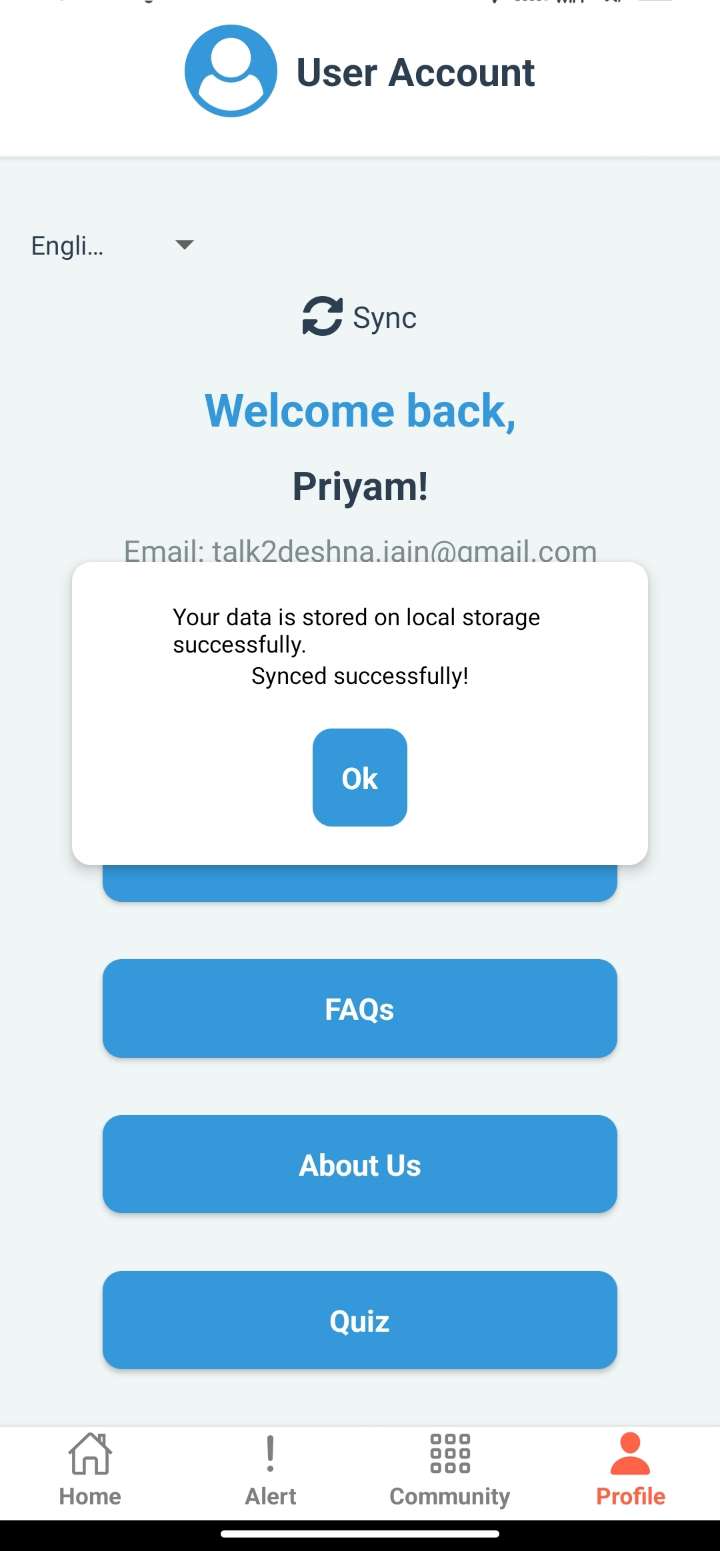 User Account
Engli...
Sync
Welcome back,
Priyam!
Email: talk2deshna.jain@gmail.com
Your data is stored on local storage
successfully.
Synced successfully!
Ok
FAQs
About Us
Quiz
Home Alert Community Profile